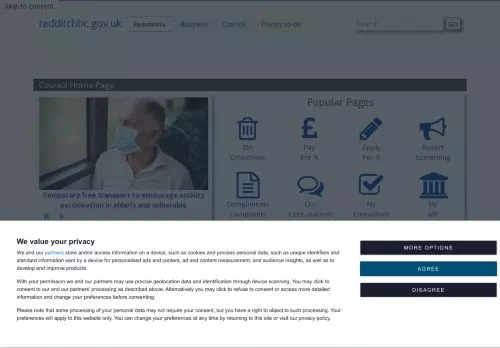 Skip to content
redditchbc.gov.uk
Residents
Business
Council
Things to do
Search
GO
Council Home Page
Popular Pages
Bin Collections
Pay For It
Apply For It
Report Something
Temporary free transport to encourage activity
participation in elderly and vulnerable
Compliments Complaints
Our Consultations
My Councillors
My MP
We value your privacy
We and our partners store and/or access information on a device, such as cookies and process personal data, such as unique identifiers and
standard information sent by a device for personalised ads and content, ad and content measurement, and audience insights, as well as to
develop and improve products.
With your permission we and our partners may use precise geolocation data and identification through device scanning. You may click to
consent to our and our partners' processing as described above. Alternatively you may click to refuse to consent or access more detailed
information and change your preferences before consenting.
Please note that some processing of your personal data may not require your consent, but you have a right to object to such processing. Your
preferences will apply to this website only. You can change your preferences at any time by returning to this site or visit our privacy policy.
MORE OPTIONS
AGREE
DISAGREE